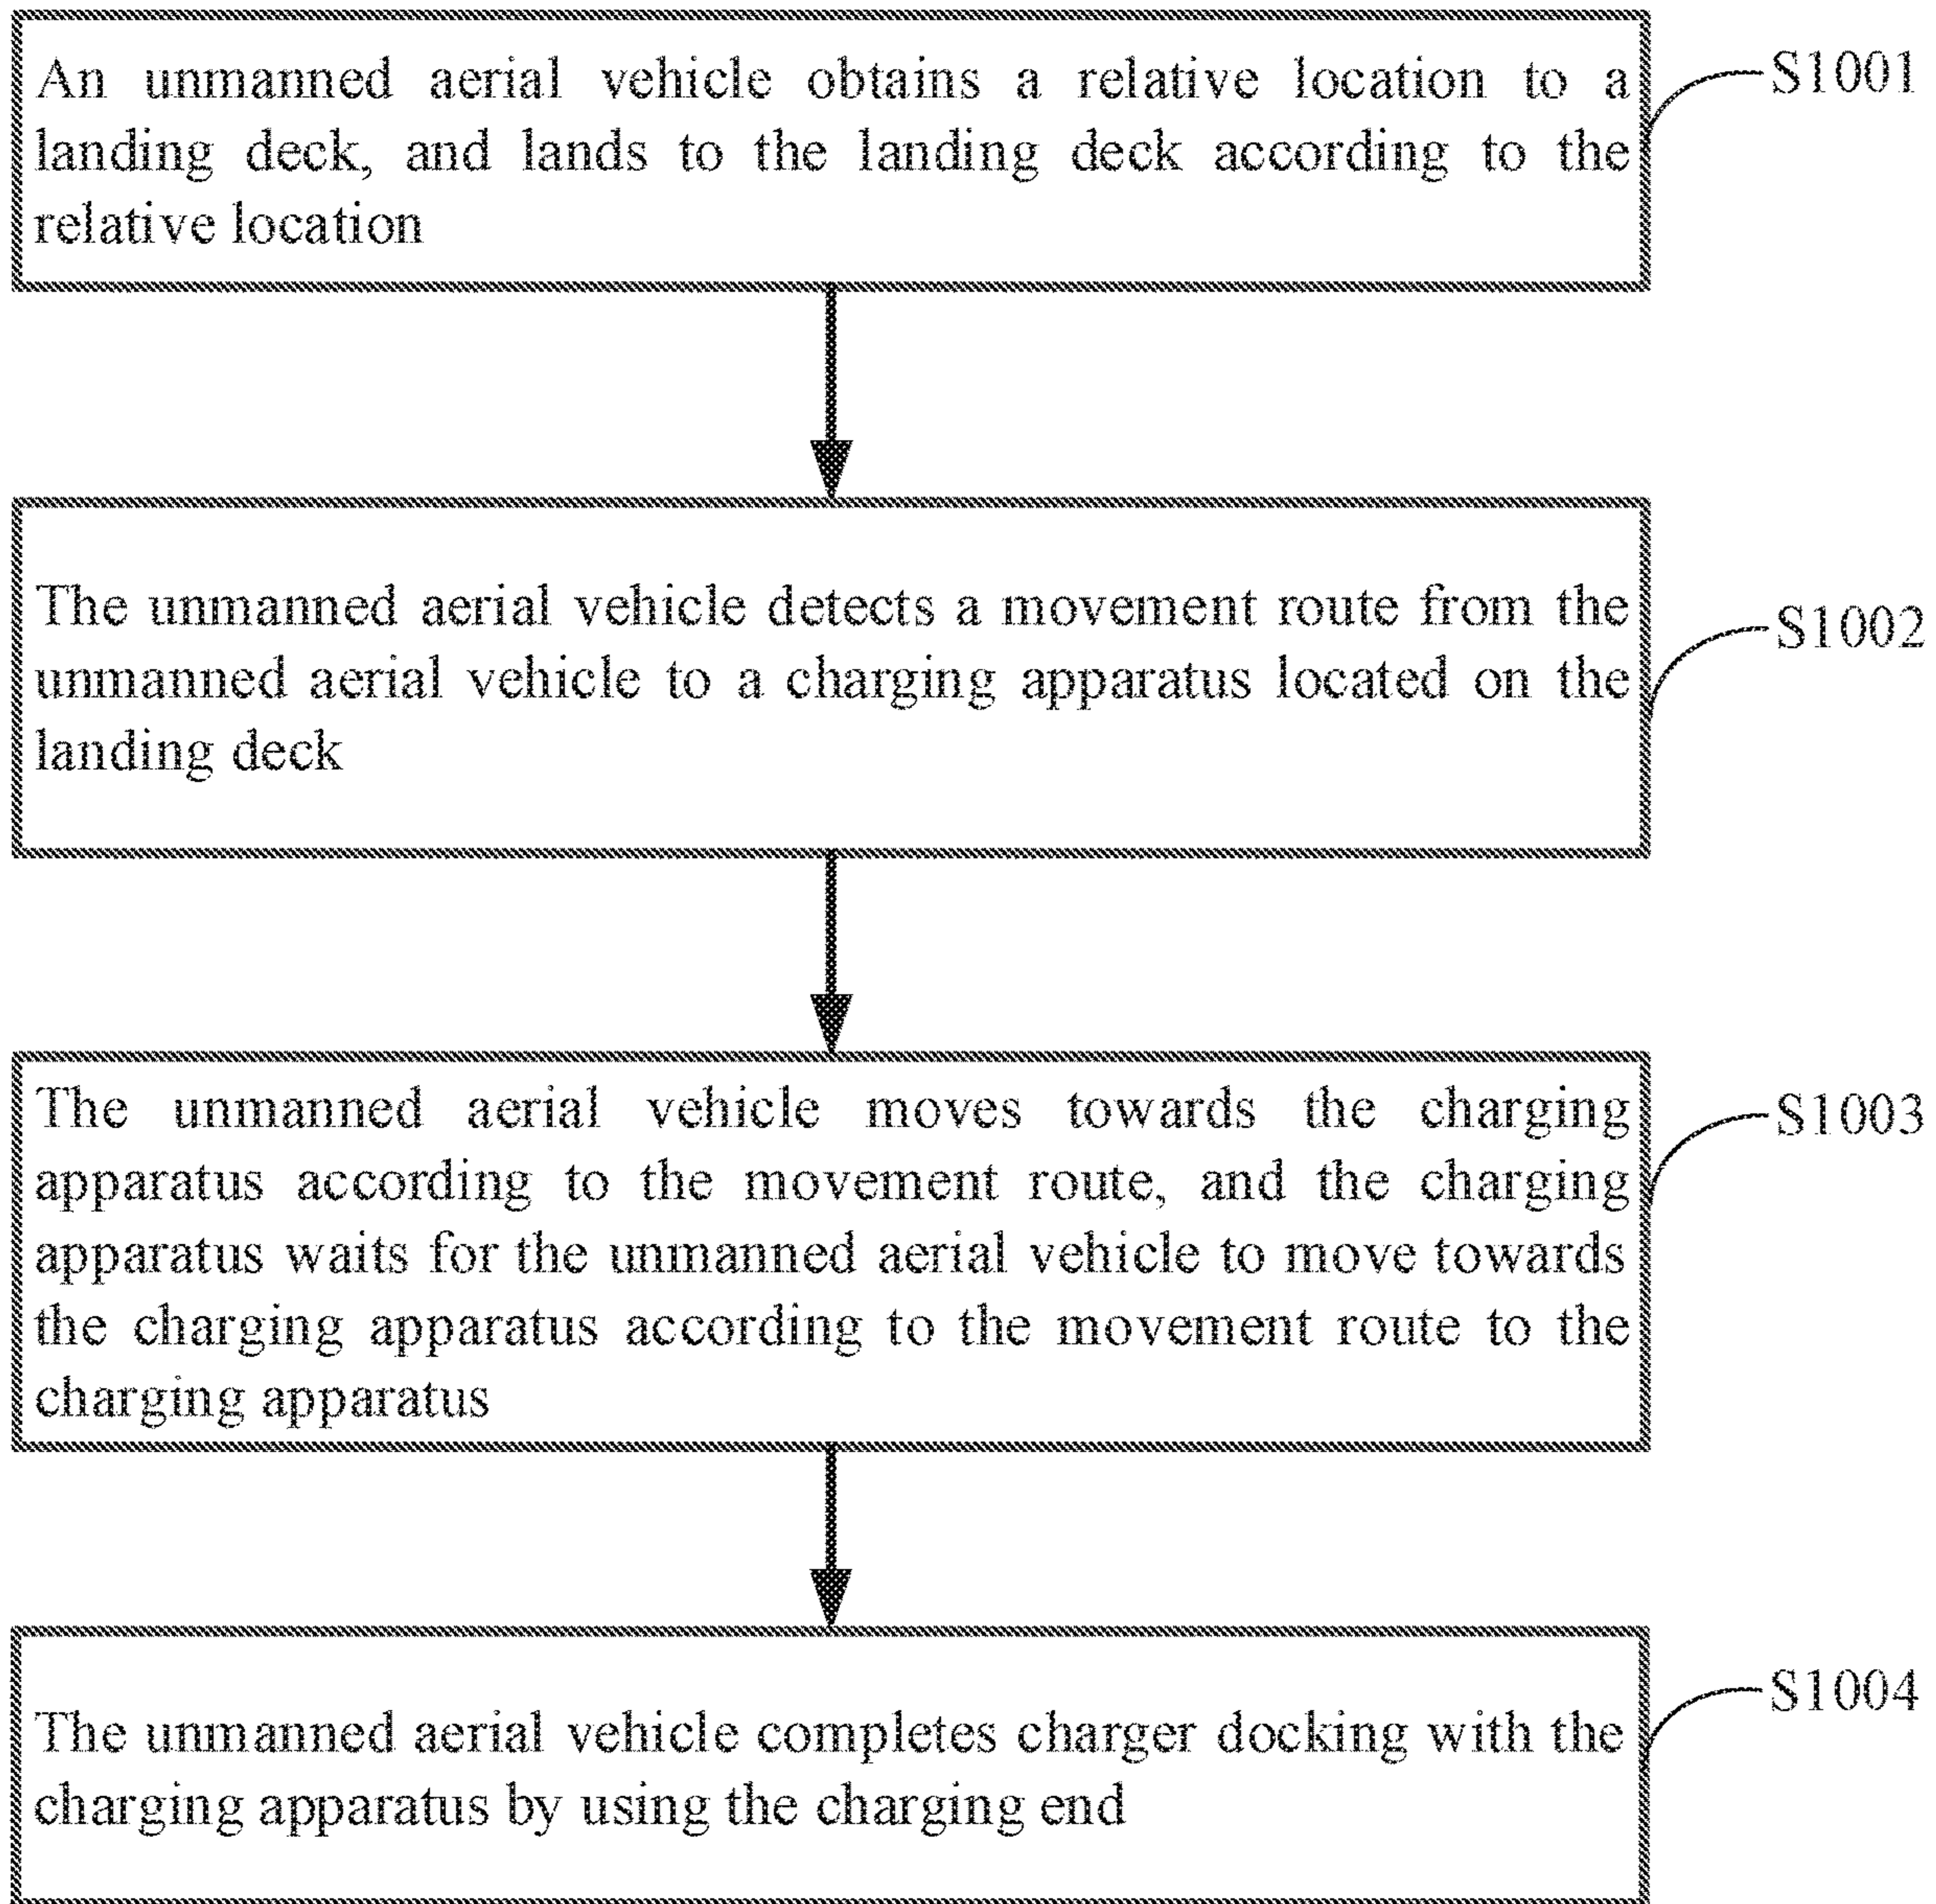 An unmanned aerial vehicle obtains a relative location to a
landing deck, and lands to the landing deck according to the
relative location
S1001
The unmanned aerial vehicle detects a movement route from the
unmanned aerial vehicle to a charging apparatus located on the
landing deck
S1002
The unmanned aerial vehicle moves towards the charging
apparatus according to the movement route, and the charging
apparatus waits for the unmanned aerial vehicle to move towards
the charging apparatus according to the movement route to the
charging apparatus
S1003
The unmanned aerial vehicle completes charger docking with the
charging apparatus by using the charging end
S1004